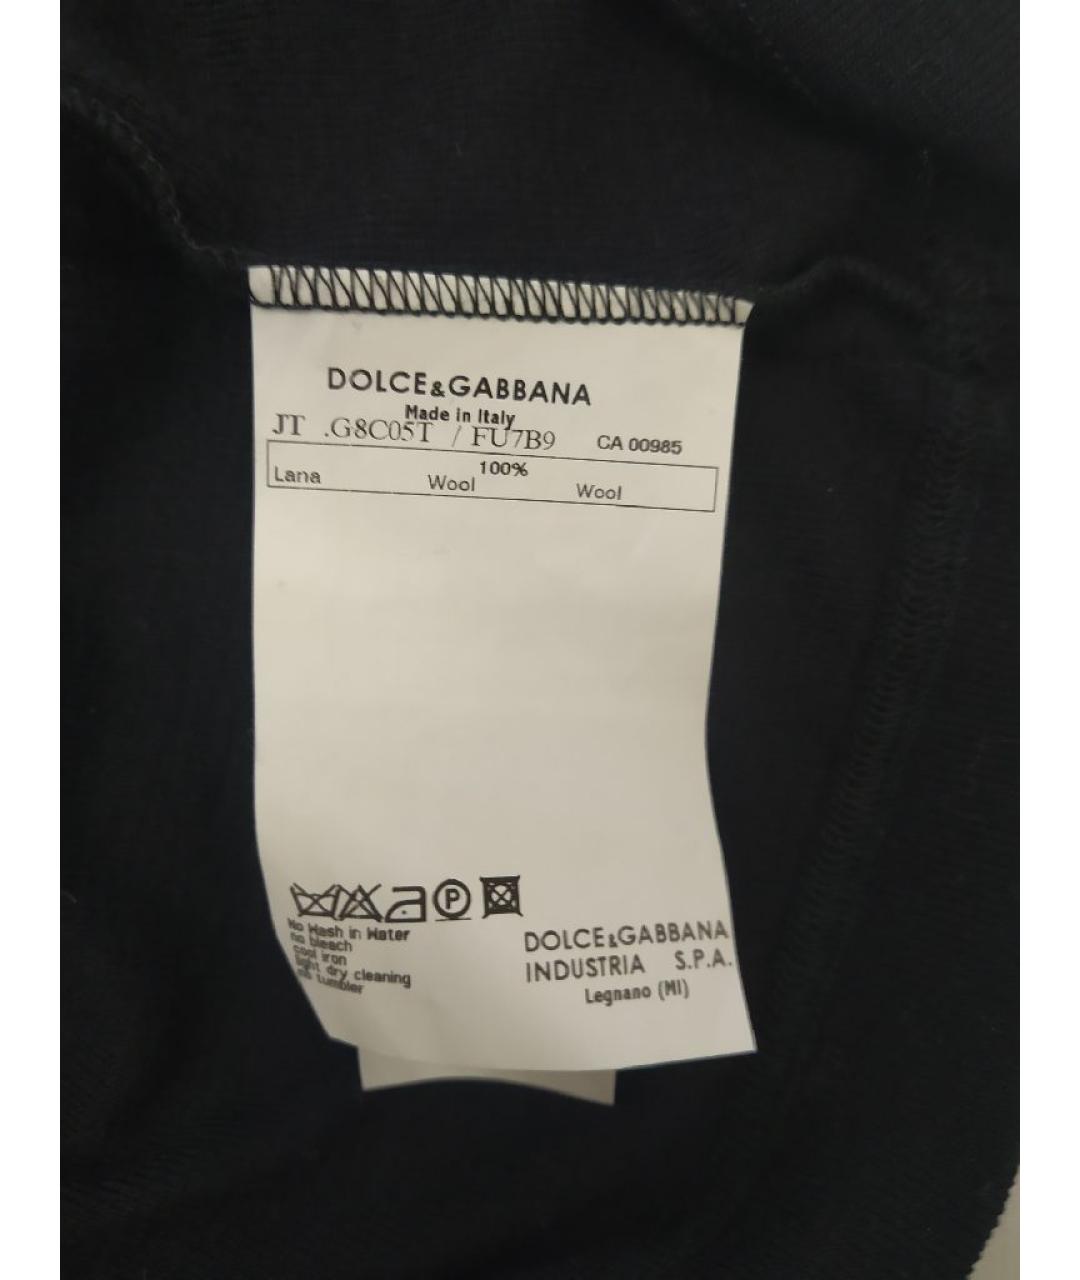 DOLCE&GABBANA
Made in Italy
JT .G8C05T / FU7B9 CA 00985
100%
Lana Wool Wool
P
No Wash in Water
no bleach
cool iron
light dry cleaning
no tumbler
DOLCE&GABBANA
INDUSTRIA S.P.A.
Legnano (MI)